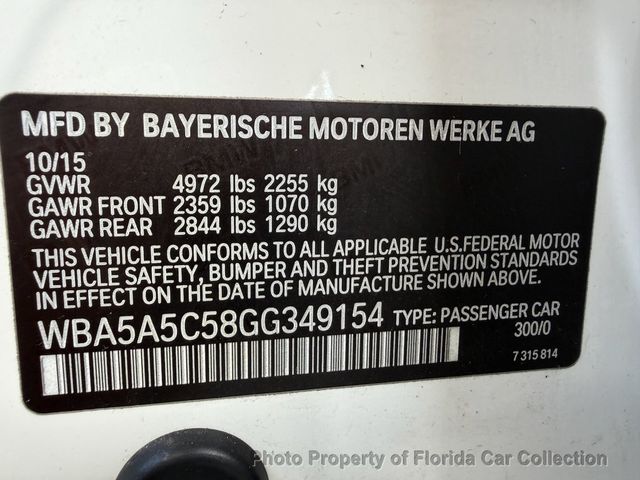 MFD BY BAYERISCHE MOTOREN WERKE AG
10/15
GVWR 4972 lbs 2255 kg
GAWR FRONT 2359 lbs 1070 kg
GAWR REAR 2844 lbs 1290 kg
THIS VEHICLE CONFORMS TO ALL APPLICABLE U.S.FEDERAL MOTOR
VEHICLE SAFETY, BUMPER AND THEFT PREVENTION STANDARDS
IN EFFECT ON THE DATE OF MANUFACTURE SHOWN ABOVE.
WBA5A5C58GG349154 TYPE: PASSENGER CAR
300/0
7 315 814
Photo Property of Florida Car Collection